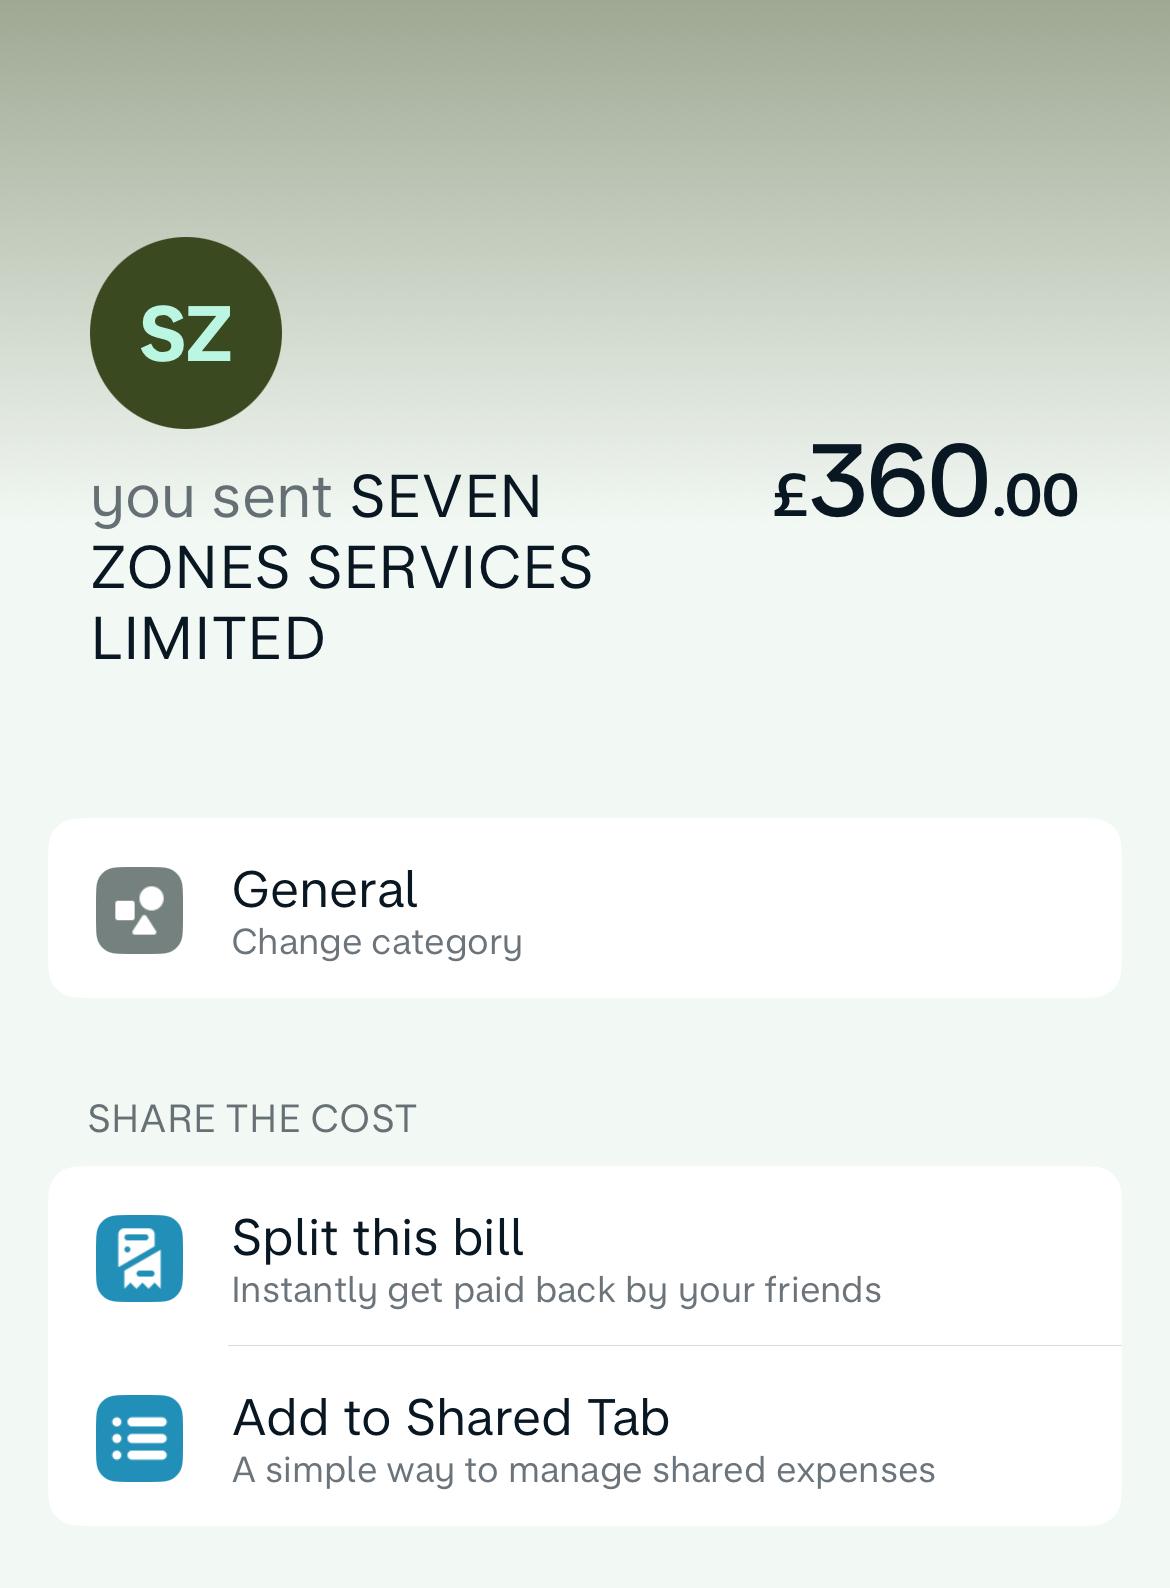 SZ
you sent SEVEN
ZONES SERVICES
LIMITED
£360.00
General
Change category
SHARE THE COST
Split this bill
Instantly get paid back by your friends
Add to Shared Tab
A simple way to manage shared expenses